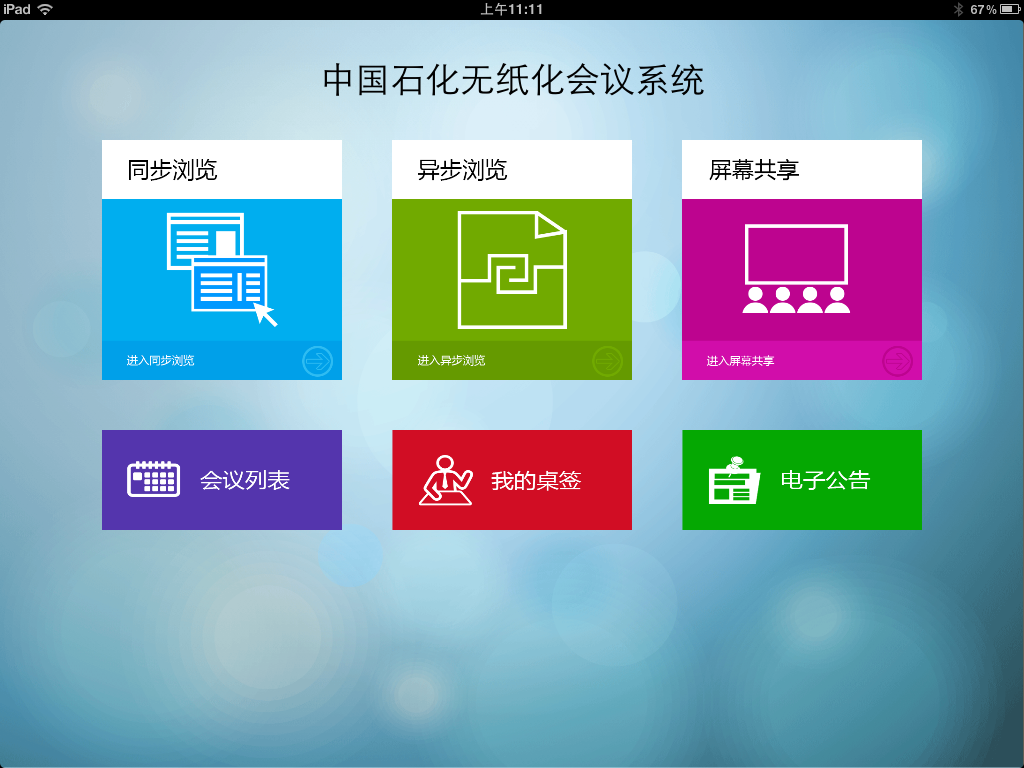 iPad 上午11:11 67%
中国石化无纸化会议系统
同步浏览 异步浏览 屏幕共享
进入同步浏览 进入异步浏览 进入屏幕共享
会议列表 我的桌签 电子公告